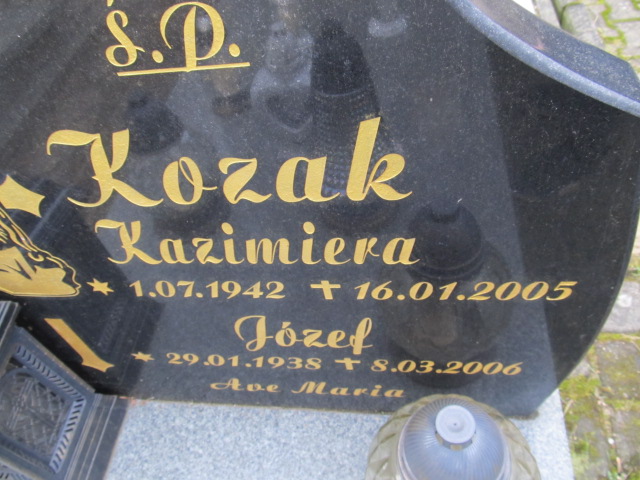 Ś.P.
Kozak
Kazimiera
* 1.07.1942 ✝ 16.01.2005
Józef
* 29.01.1938 ✝ 8.03.2006
Ave Maria